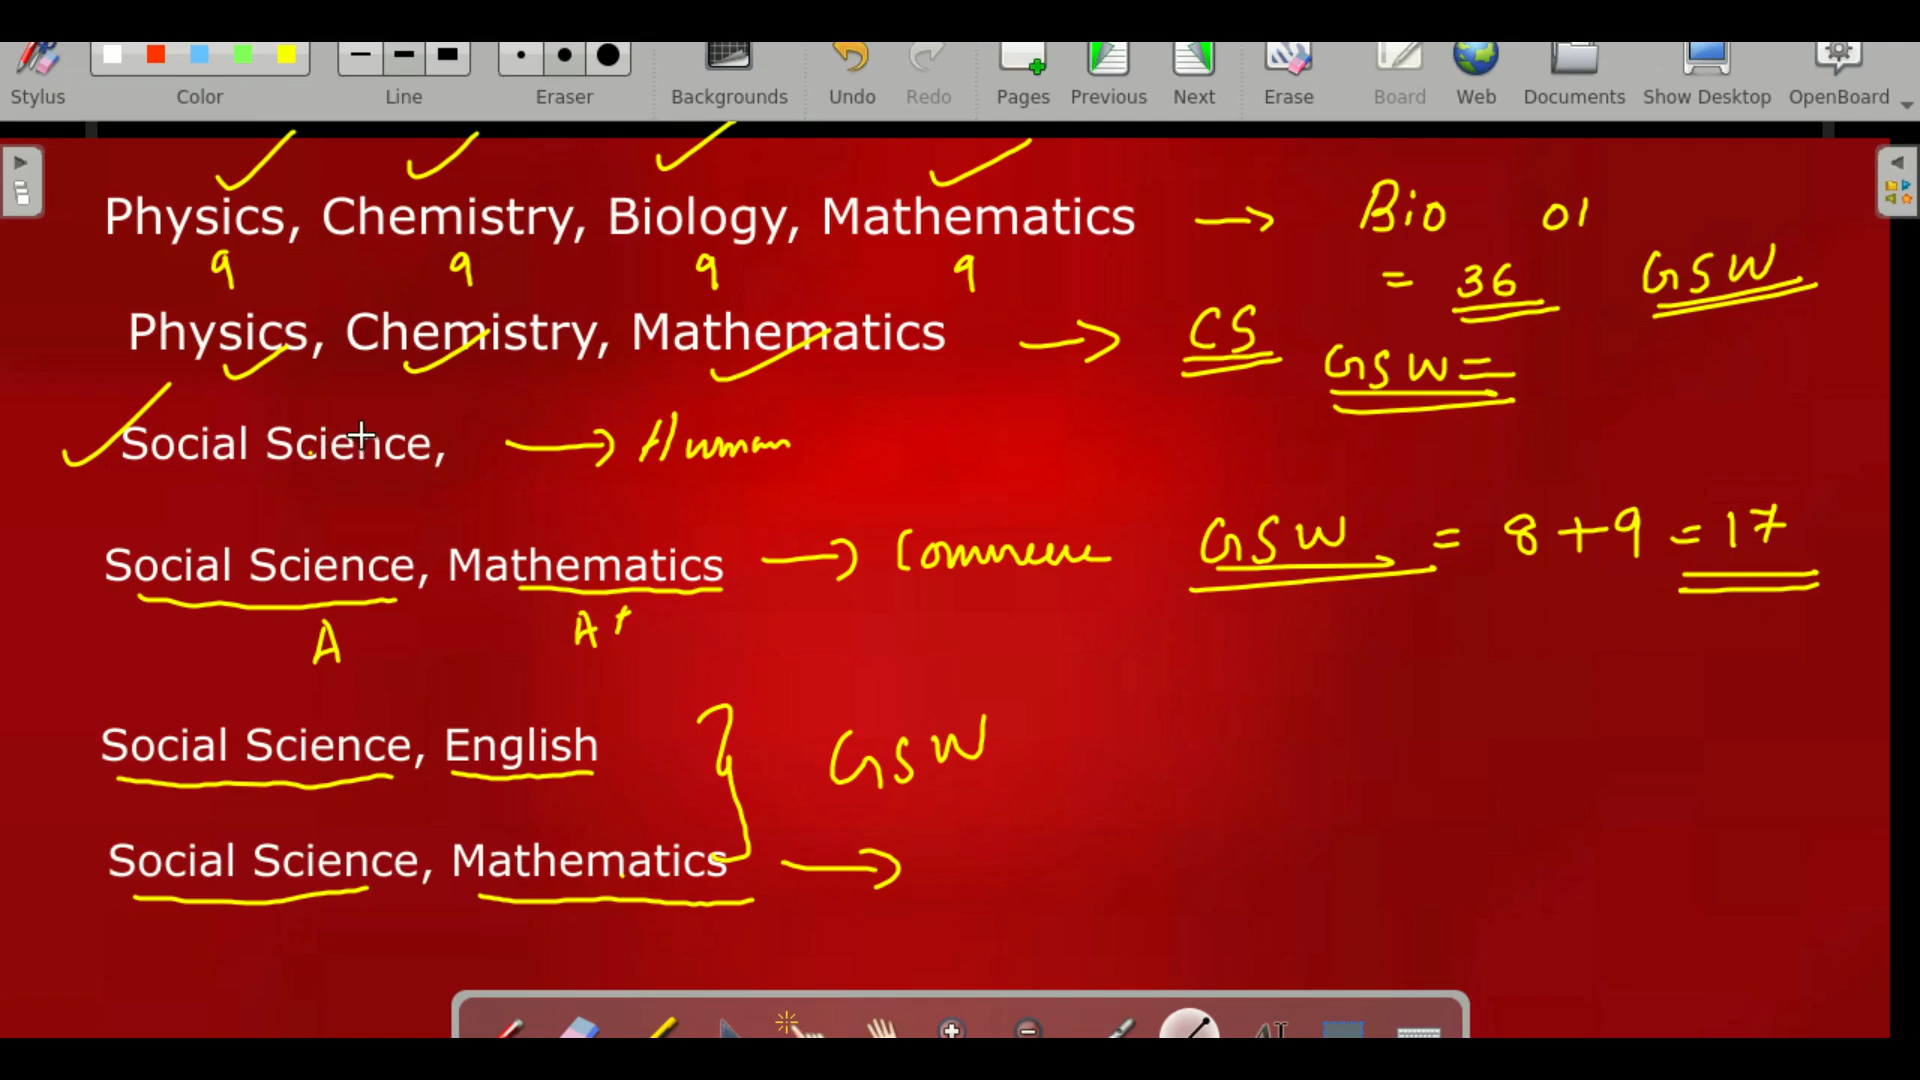 Stylus Color Line Eraser Backgrounds Undo Redo Pages Previous Next Erase Board Web Documents Show Desktop OpenBoard
Physics, Chemistry, Biology, Mathematics → Bio 01
9 9 9 9 = 36 GSW
Physics, Chemistry, Mathematics → CS GSW =
Social Science, → Human
Social Science, Mathematics → Commerce GSW = 8+9 = 17
A A+
Social Science, English
GSW
Social Science, Mathematics →